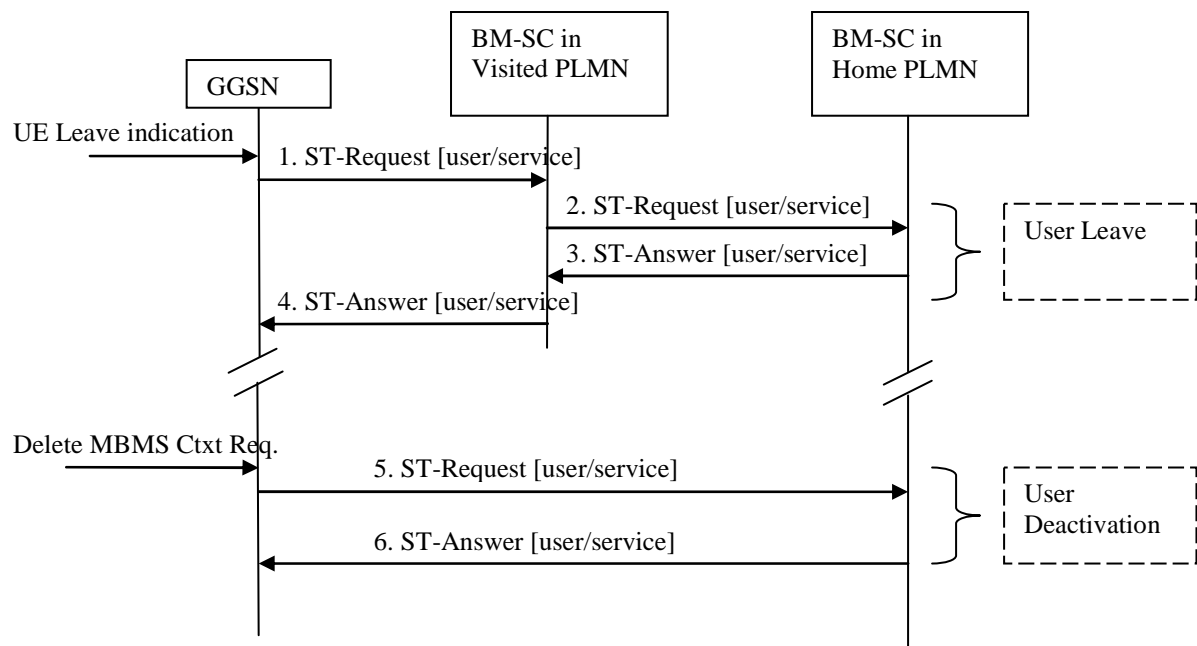 BM-SC in
Visited PLMN
BM-SC in
Home PLMN
GGSN
UE Leave indication
1. ST-Request [user/service]
2. ST-Request [user/service]
3. ST-Answer [user/service]
User Leave
4. ST-Answer [user/service]
Delete MBMS Ctxt Req.
5. ST-Request [user/service]
6. ST-Answer [user/service]
User
Deactivation